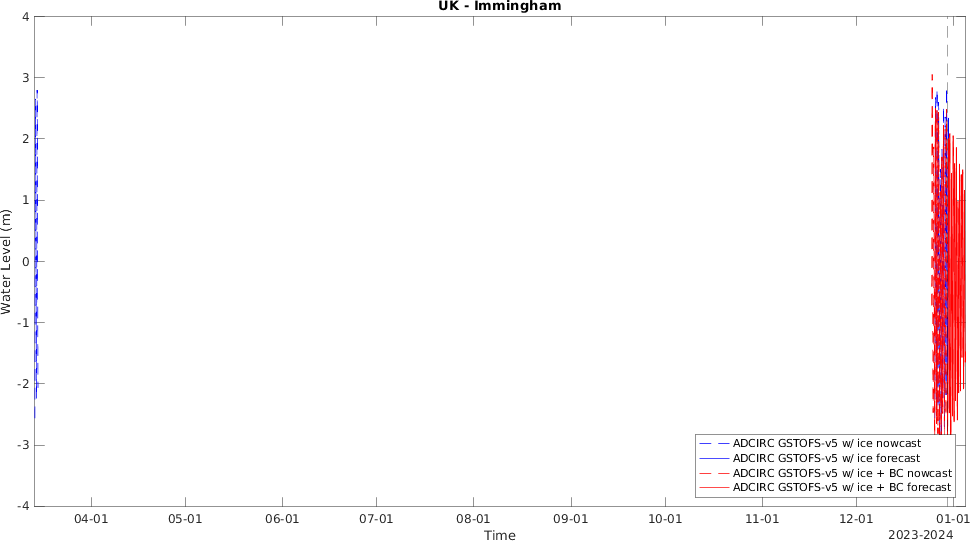 UK - Immingham
4
3
2
1
0
-1
-2
-3
-4
Water Level (m)
ADCIRC GSTOFS-v5 w/ ice nowcast
ADCIRC GSTOFS-v5 w/ ice forecast
ADCIRC GSTOFS-v5 w/ ice + BC nowcast
ADCIRC GSTOFS-v5 w/ ice + BC forecast
04-01 05-01 06-01 07-01 08-01 09-01 10-01 11-01 12-01 01-01
Time
2023-2024